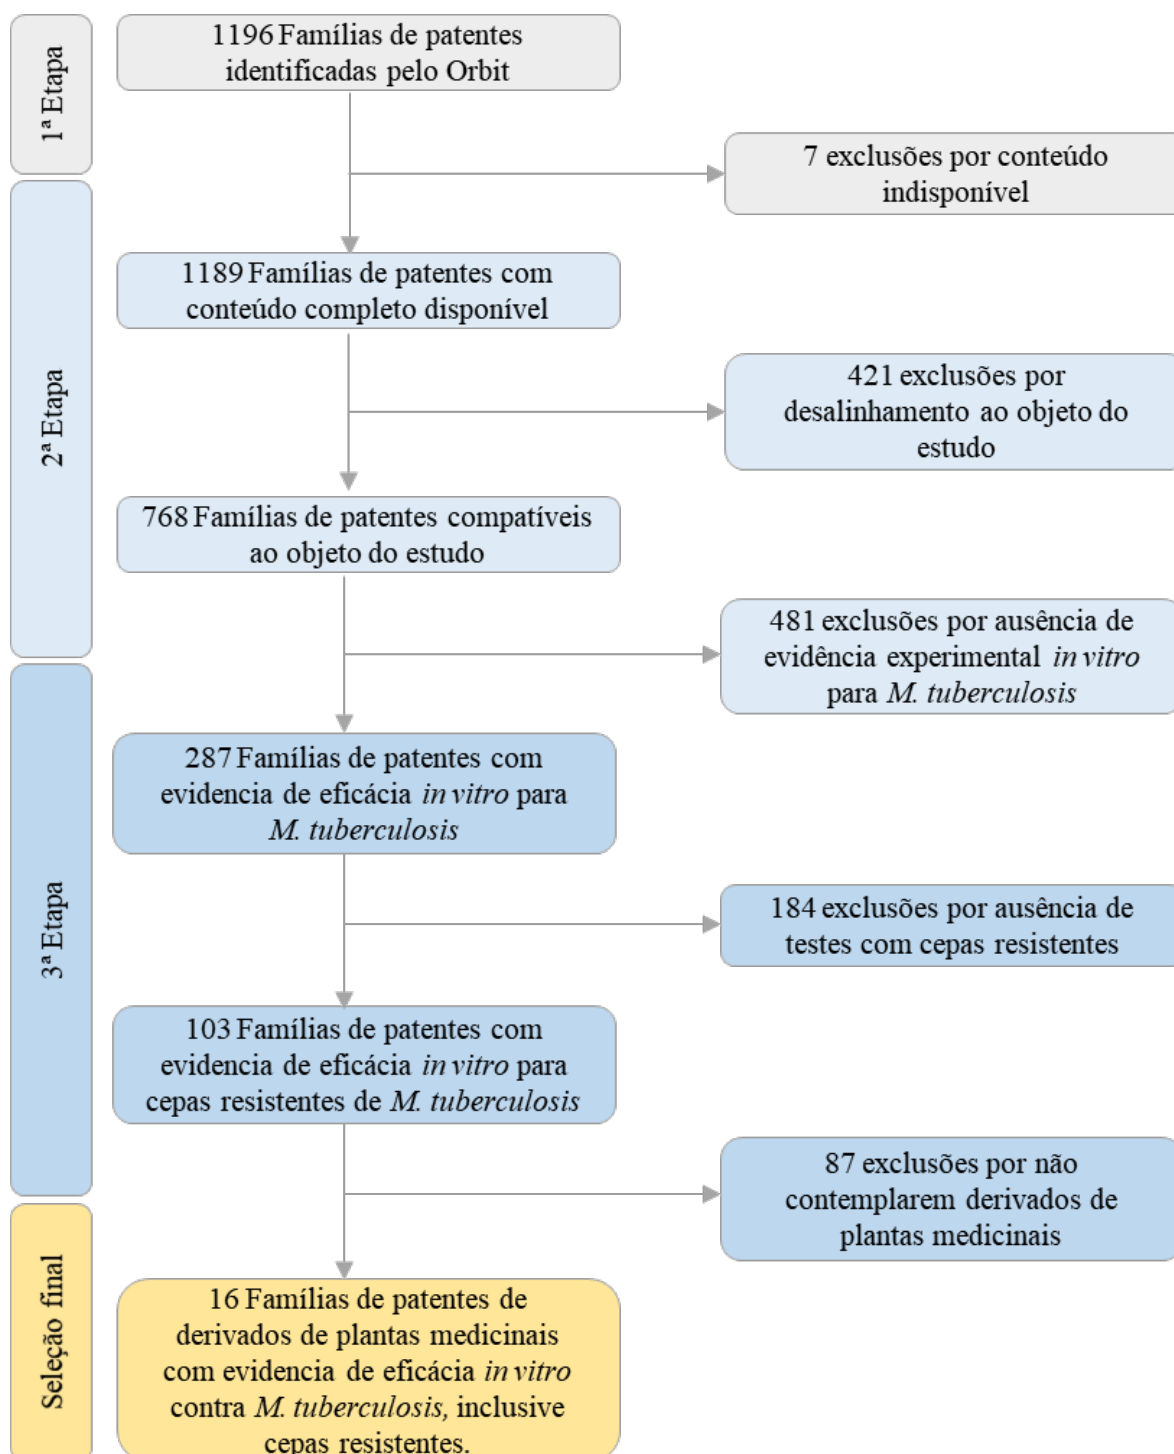 1ª Etapa
1196 Famílias de patentes
identificadas pelo Orbit
7 exclusões por conteúdo
indisponível
2ª Etapa
1189 Famílias de patentes com
conteúdo completo disponível
421 exclusões por
desalinhamento ao objeto do
estudo
768 Famílias de patentes compatíveis
ao objeto do estudo
481 exclusões por ausência de
evidência experimental in vitro
para M. tuberculosis
3ª Etapa
287 Famílias de patentes com
evidencia de eficácia in vitro para
M. tuberculosis
184 exclusões por ausência de
testes com cepas resistentes
103 Famílias de patentes com
evidencia de eficácia in vitro para
cepas resistentes de M. tuberculosis
87 exclusões por não
contemplarem derivados de
plantas medicinais
Seleção final
16 Famílias de patentes de
derivados de plantas medicinais
com evidencia de eficácia in vitro
contra M. tuberculosis, inclusive
cepas resistentes.